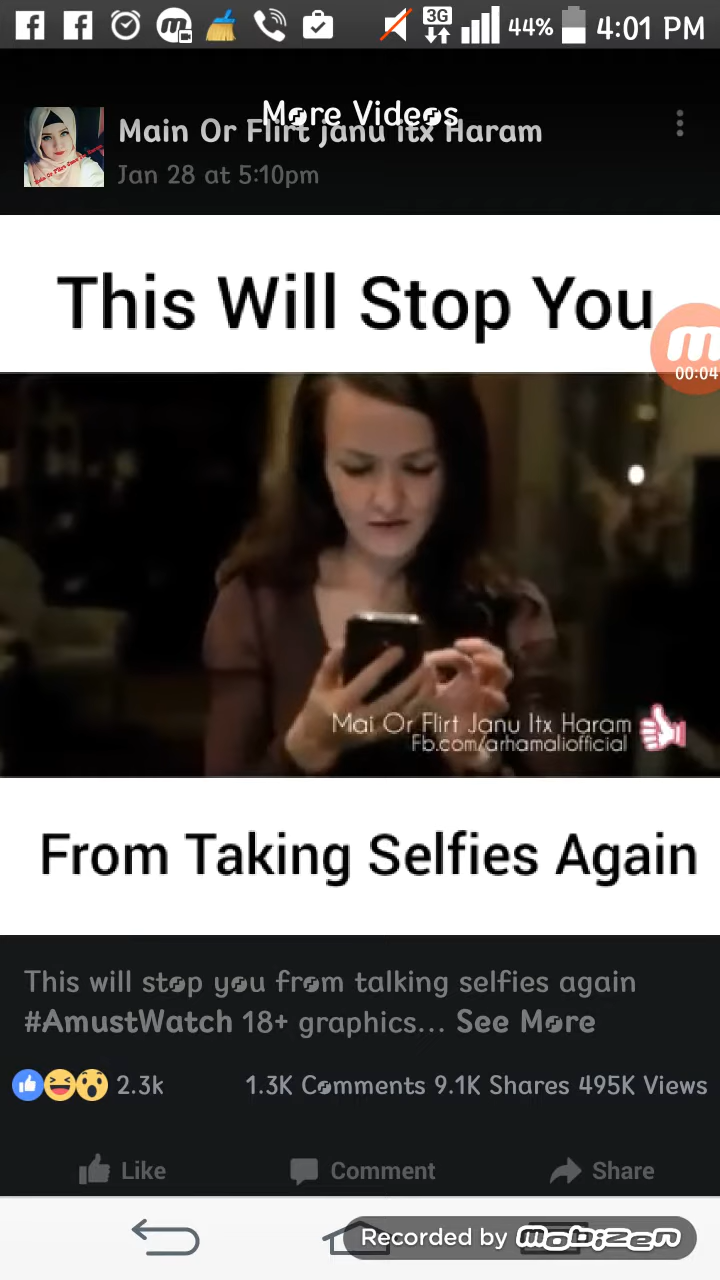 3G 44% 4:01 PM
More Videos
Main Or Flirt janu itx Haram
Jan 28 at 5:10pm
This Will Stop You
00:04
Mai Or Flirt Janu Itx Haram
Fb.com/arhamaliofficial
From Taking Selfies Again
This will stop you from talking selfies again
#AmustWatch 18+ graphics... See More
2.3k 1.3K Comments 9.1K Shares 495K Views
Like Comment Share
Recorded by mobizen